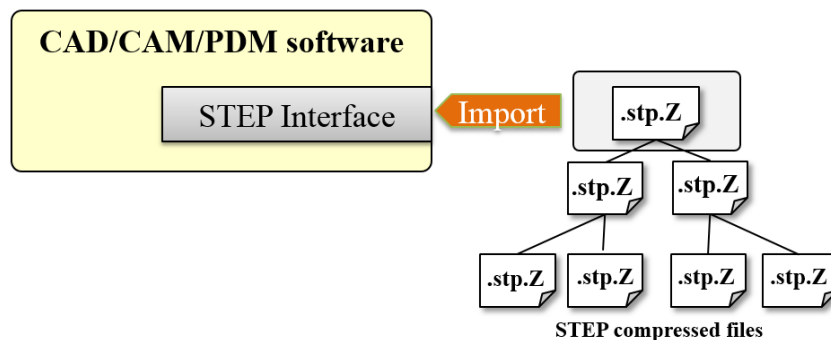 CAD/CAM/PDM software
STEP Interface
Import
.stp.Z
.stp.Z
.stp.Z
.stp.Z
.stp.Z
.stp.Z
.stp.Z
STEP compressed files